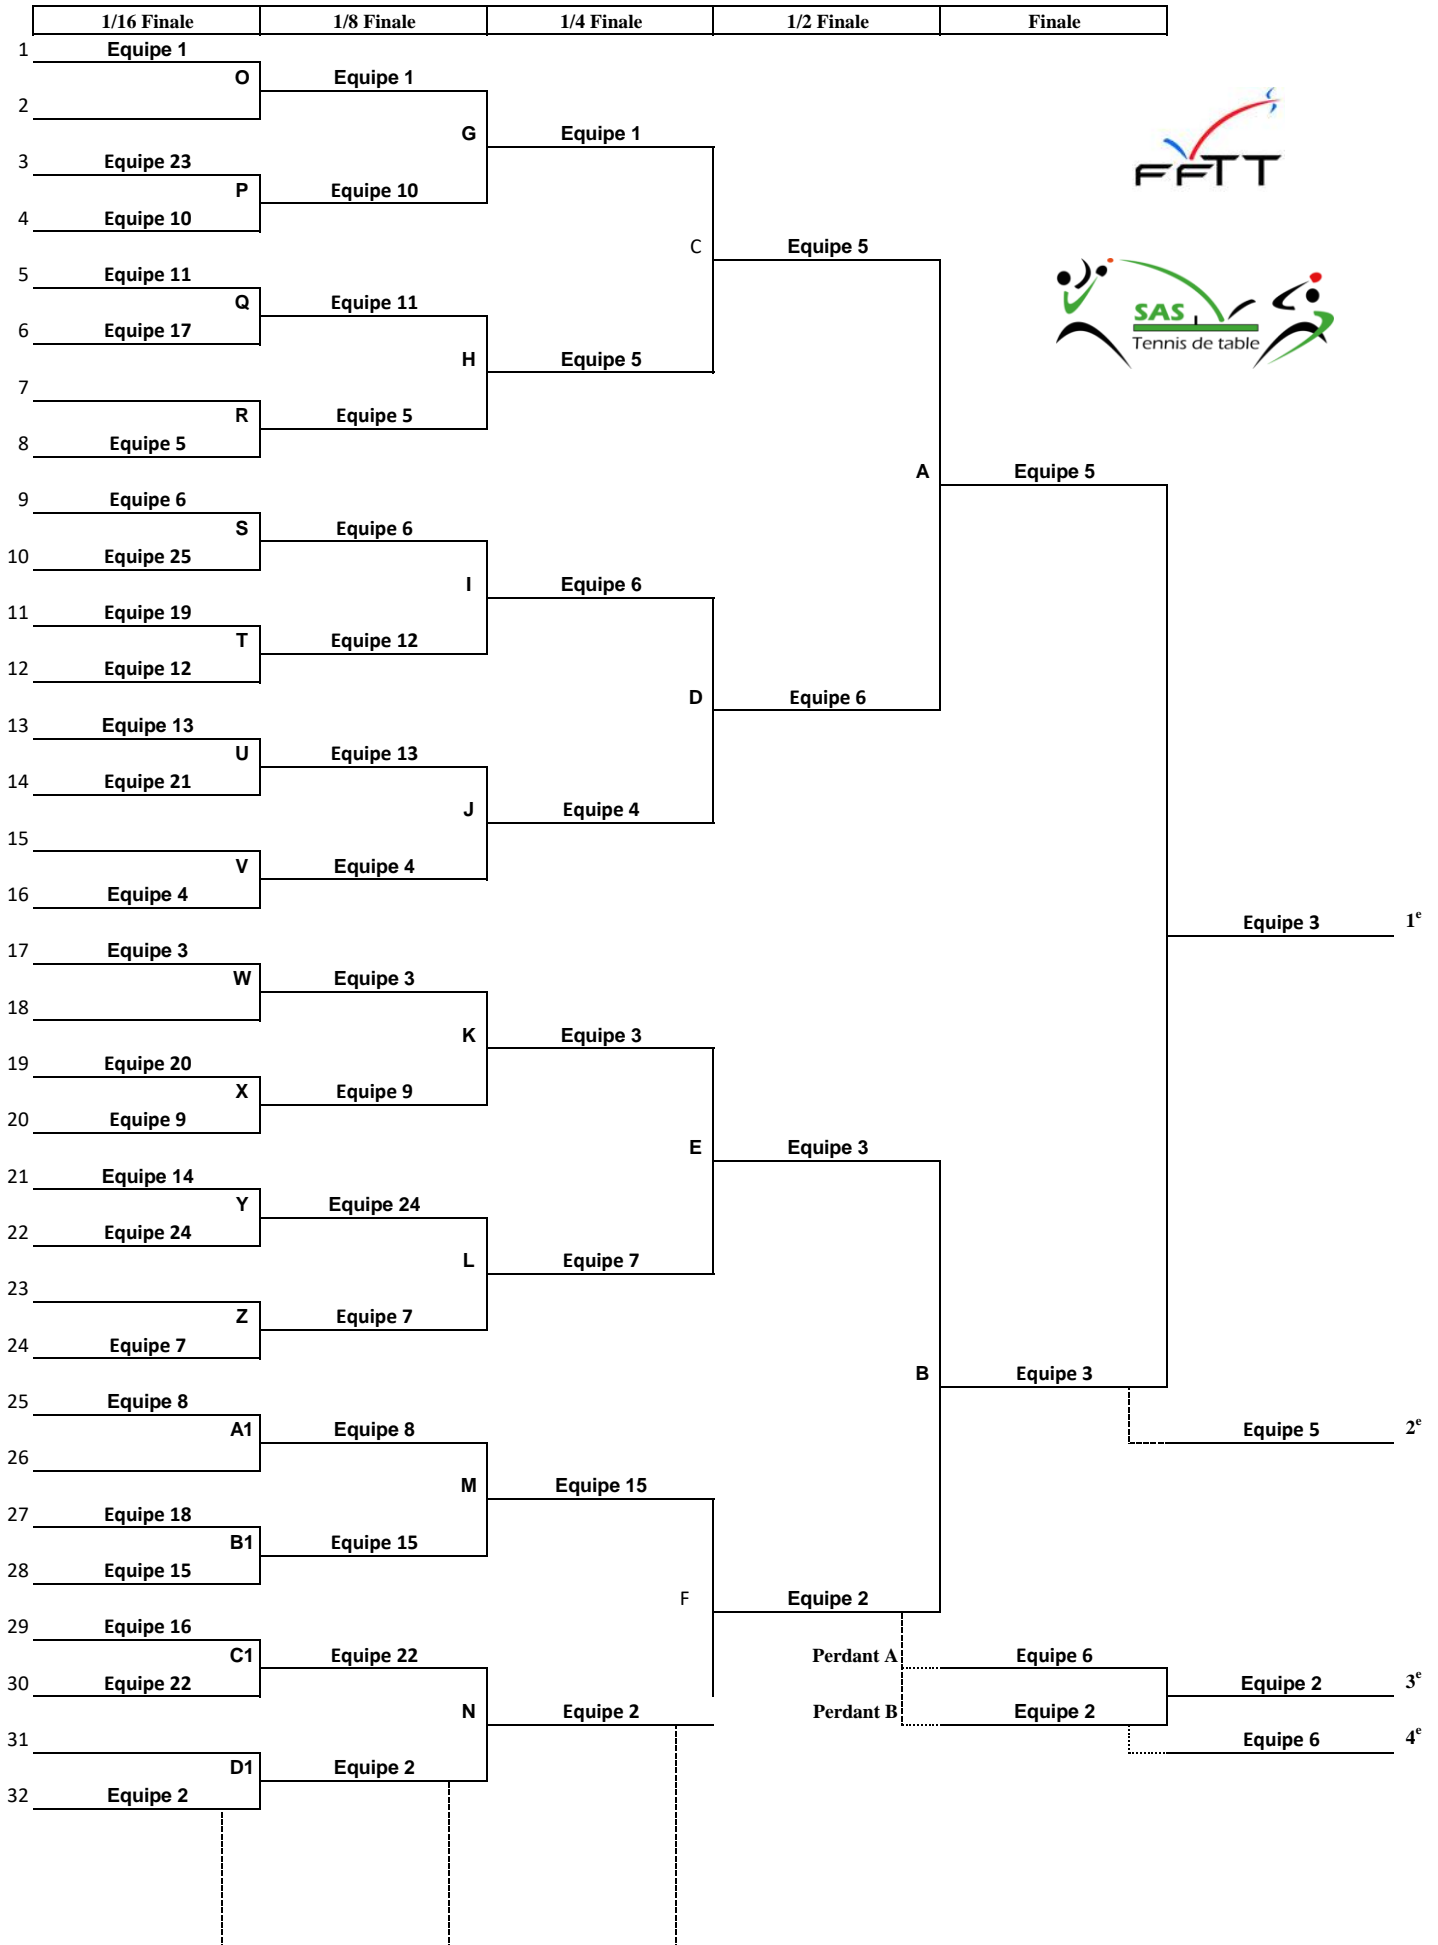 1/16 Finale 1/8 Finale 1/4 Finale 1/2 Finale Finale
1 Equipe 1
O Equipe 1
2
G Equipe 1
3 Equipe 23
FFTT
P Equipe 10
4 Equipe 10
C Equipe 5
5 Equipe 11
Q Equipe 11
SAS
6 Equipe 17
Tennis de table
H Equipe 5
7
R Equipe 5
8 Equipe 5
A Equipe 5
9 Equipe 6
S Equipe 6
10 Equipe 25
I Equipe 6
11 Equipe 19
T Equipe 12
12 Equipe 12
D Equipe 6
13 Equipe 13
U Equipe 13
14 Equipe 21
J Equipe 4
15
V Equipe 4
16 Equipe 4
Equipe 3 1e
17 Equipe 3
W Equipe 3
18
K Equipe 3
19 Equipe 20
X Equipe 9
20 Equipe 9
E Equipe 3
21 Equipe 14
Y Equipe 24
22 Equipe 24
L Equipe 7
23
Z Equipe 7
24 Equipe 7
B Equipe 3
25 Equipe 8
A1 Equipe 8
Equipe 5 2e
26
M Equipe 15
27 Equipe 18
B1 Equipe 15
28 Equipe 15
F Equipe 2
29 Equipe 16
C1 Equipe 22
Perdant A Equipe 6
30 Equipe 22
Equipe 2 3e
N Equipe 2
Perdant B Equipe 2
31
Equipe 6 4e
D1 Equipe 2
32 Equipe 2